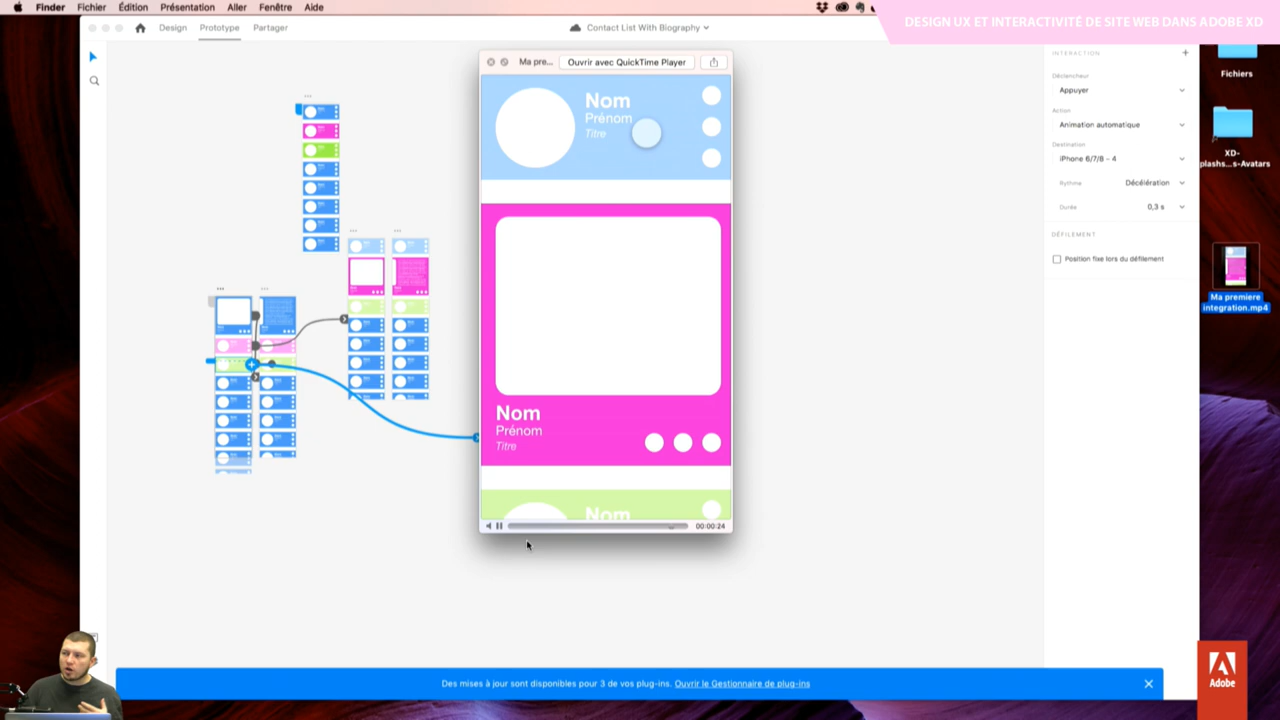 Finder Fichier Édition Présentation Aller Fenêtre Aide
DESIGN UX ET INTERACTIVITÉ DE SITE WEB DANS ADOBE XD
Design Prototype Partager
Contact List With Biography
Ma pre... Ouvrir avec QuickTime Player
Nom
Prénom
Titre
Nom
Prénom
Titre
Nom
00:00:24
INTERACTION
Déclencheur
Appuyer
Action
Animation automatique
Destination
iPhone 6/7/8 - 4
Rythme Décélération
Durée 0,3 s
DÉFILEMENT
Position fixe lors du défilement
Fichiers
XD-
plashs...s-Avatars
Ma premiere
integration.mp4
Des mises à jour sont disponibles pour 3 de vos plug-ins. Ouvrir le Gestionnaire de plug-ins
Adobe